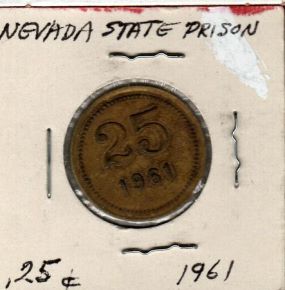 NEVADA STATE PRISON
25
1961
.25¢ 1961